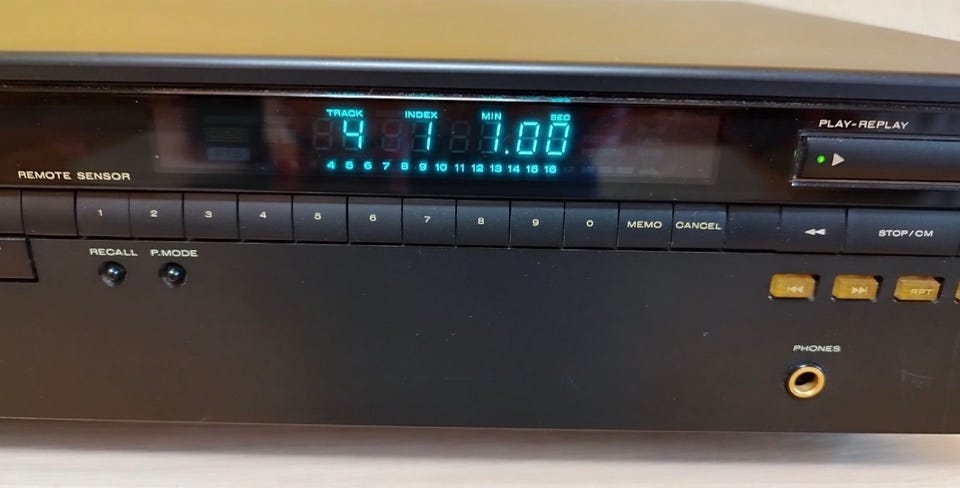 TRACK INDEX MIN SEC
4 1 1.00
4 5 6 7 8 9 10 11 12 13 14 15 16
PLAY-REPLAY
REMOTE SENSOR
1 2 3 4 5 6 7 8 9 0 MEMO CANCEL STOP/CM
RECALL P.MODE
RPT
PHONES